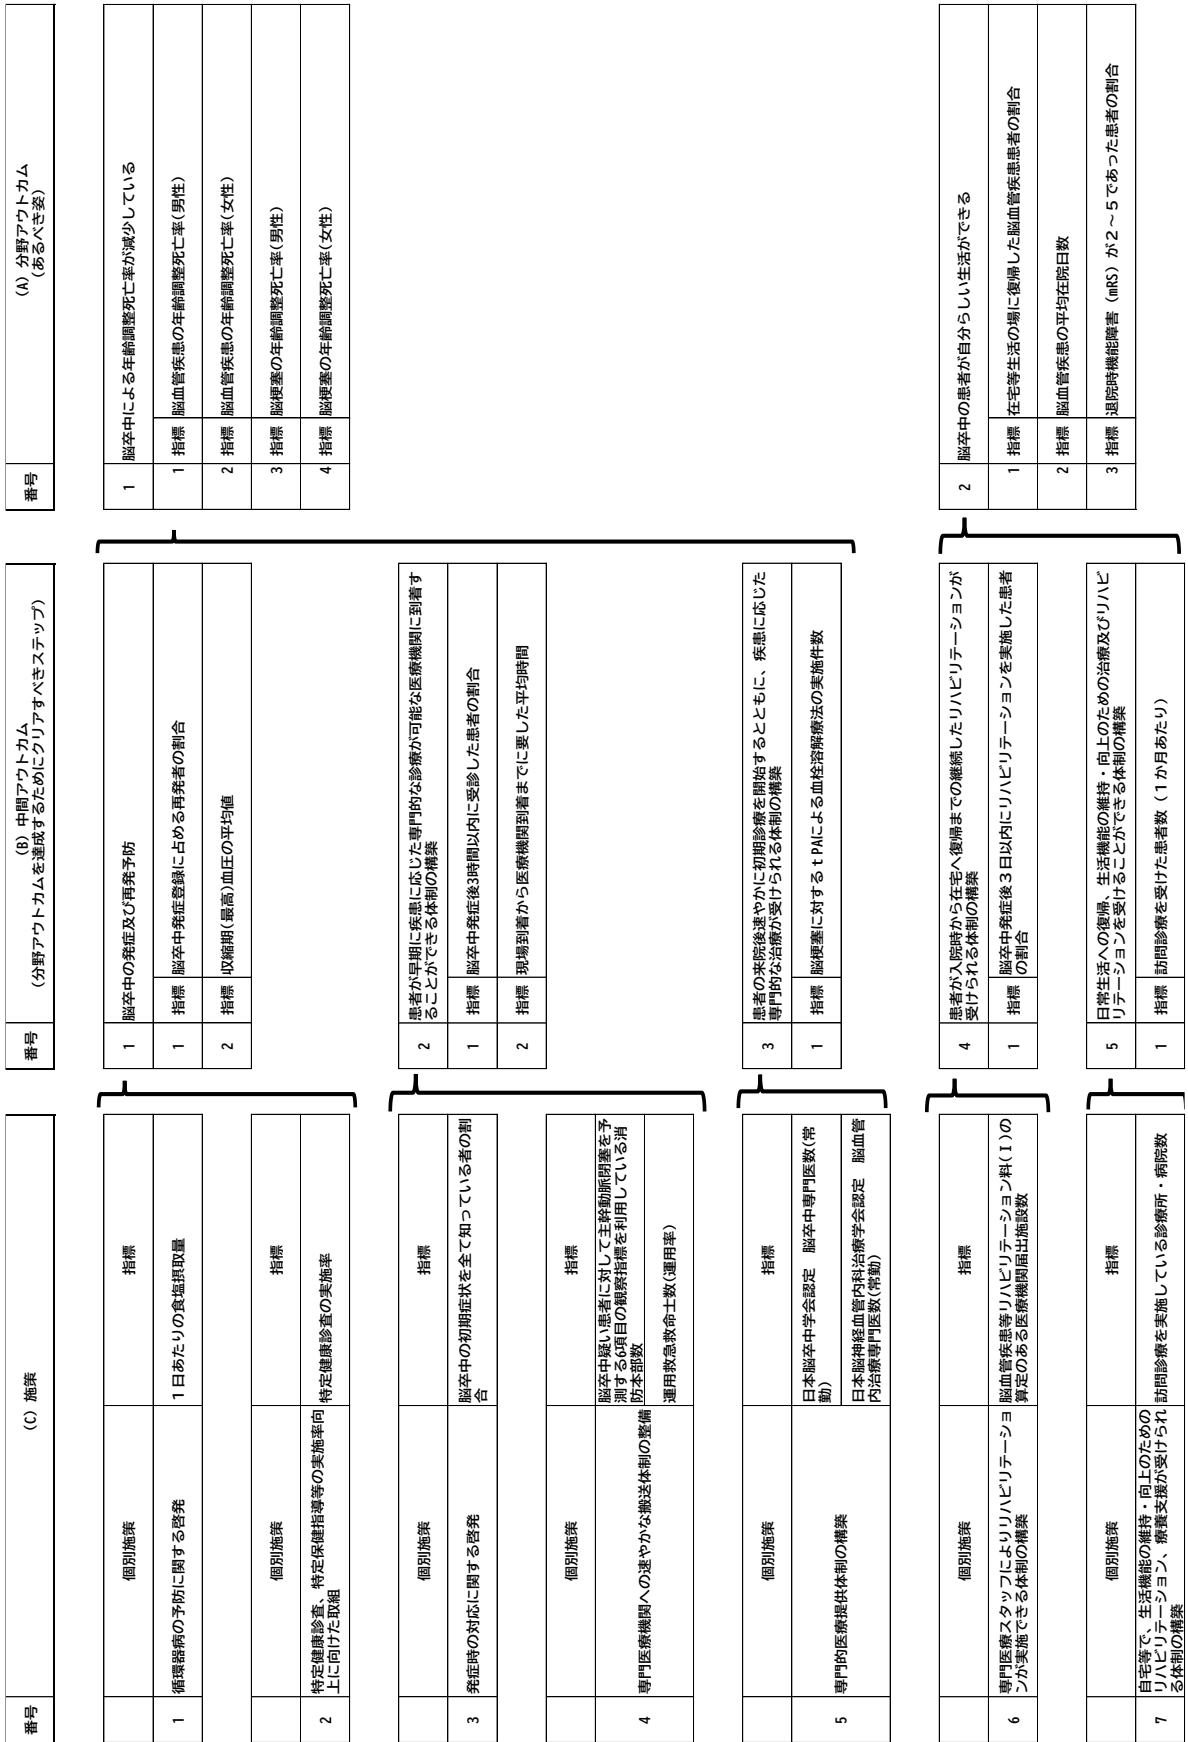 番号
(C) 施策
番号
(B) 中間アウトカム
(分野アウトカムを達成するためにクリアすべきステップ)
番号
(A) 分野アウトカム
(あるべき姿)
個別施策
指標
1
循環器病の予防に関する啓発
1日あたりの食塩摂取量
個別施策
指標
2
特定健康診査、特定保健指導等の実施率向
上に向けた取組
特定健康診査の実施率
1
脳卒中の発症及び再発予防
1
指標
脳卒中発症登録に占める再発者の割合
2
指標
収縮期(最高)血圧の平均値
1
脳卒中による年齢調整死亡率が減少している
1
指標
脳血管疾患の年齢調整死亡率(男性)
2
指標
脳血管疾患の年齢調整死亡率(女性)
3
指標
脳梗塞の年齢調整死亡率(男性)
4
指標
脳梗塞の年齢調整死亡率(女性)
個別施策
指標
3
発症時の対応に関する啓発
脳卒中の初期症状を全て知っている者の割
合
個別施策
指標
4
専門医療機関への速やかな搬送体制の整備
脳卒中疑い患者に対して主幹動脈閉塞を予
測する6項目の観察指標を利用している消
防本部数
運用救急救命士数(運用率)
2
患者が早期に疾患に応じた専門的な診療が可能な医療機関に到着す
ることができる体制の構築
1
指標
脳卒中発症後3時間以内に受診した患者の割合
2
指標
現場到着から医療機関到着までに要した平均時間
個別施策
指標
5
専門的医療提供体制の構築
日本脳卒中学会認定 脳卒中専門医数(常
勤)
日本脳神経血管内科治療学会認定 脳血管
内治療専門医数(常勤)
3
患者の来院後速やかに初期診療を開始するとともに、疾患に応じた
専門的な治療が受けられる体制の構築
1
指標
脳梗塞に対するt PAによる血栓溶解療法の実施件数
個別施策
指標
6
専門医療スタッフによりリハビリテーショ
ンが実施できる体制の構築
脳血管疾患等リハビリテーション料(I)の
算定のある医療機関届出施設数
4
患者が入院時から在宅へ復帰までの継続したリハビリテーションが
受けられる体制の構築
1
指標
脳卒中発症後3日以内にリハビリテーションを実施した患者
の割合
2
脳卒中の患者が自分らしい生活ができる
1
指標
在宅等生活の場に復帰した脳血管疾患患者の割合
2
指標
脳血管疾患の平均在院日数
3
指標
退院時機能障害(mRS)が2~5であった患者の割合
個別施策
指標
7
自宅等で、生活機能の維持・向上のための
リハビリテーション、療養支援が受けられ
る体制の構築
訪問診療を実施している診療所・病院数
5
日常生活への復帰、生活機能の維持・向上のための治療及びリハビ
リテーションを受けることができる体制の構築
1
指標
訪問診療を受けた患者数(1か月あたり)